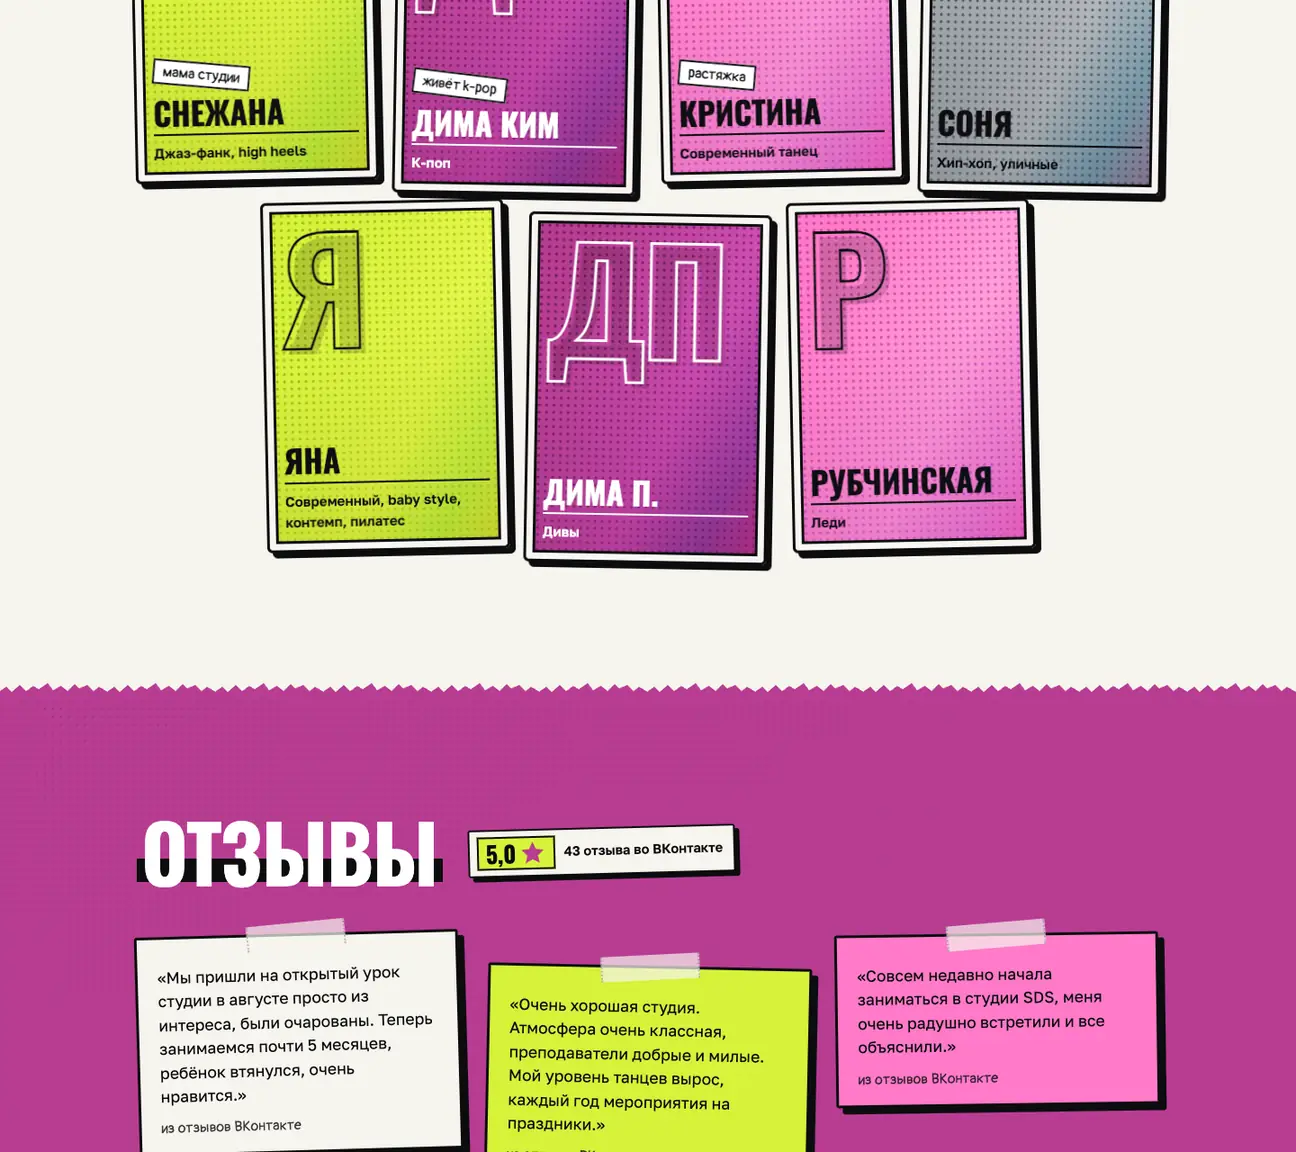 мама студии
СНЕЖАНА
Джаз-фанк, high heels
живёт k-pop
ДИМА КИМ
К-поп
растяжка
КРИСТИНА
Современный танец
СОНЯ
Хип-хоп, уличные
Я
ЯНА
Современный, baby style,
контемп, пилатес
ДП
ДИМА П.
Дивы
Р
РУБЧИНСКАЯ
Леди
ОТЗЫВЫ
5,0
43 отзыва во ВКонтакте
«Мы пришли на открытый урок
студии в августе просто из
интереса, были очарованы. Теперь
занимаемся почти 5 месяцев,
ребёнок втянулся, очень
нравится.»
из отзывов ВКонтакте
«Очень хорошая студия.
Атмосфера очень классная,
преподаватели добрые и милые.
Мой уровень танцев вырос,
каждый год мероприятия на
праздники.»
«Совсем недавно начала
заниматься в студии SDS, меня
очень радушно встретили и все
объяснили.»
из отзывов ВКонтакте